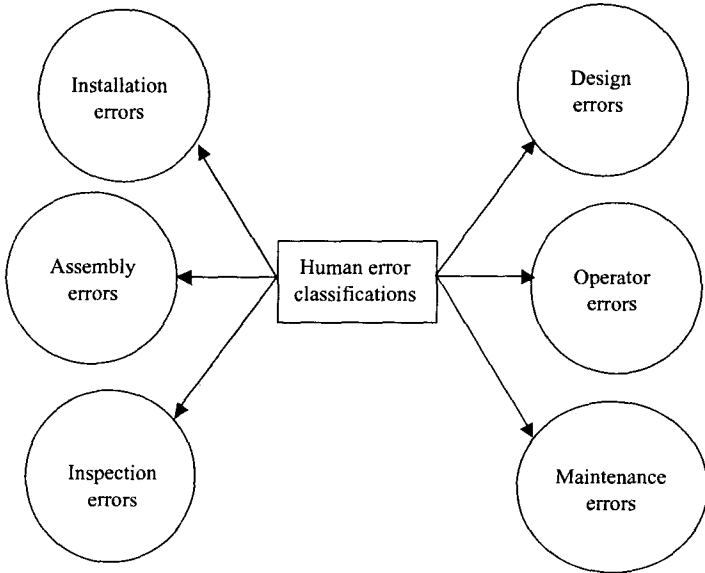 Installation
errors
Design
errors
Assembly
errors
Human error
classifications
Operator
errors
Inspection
errors
Maintenance
errors